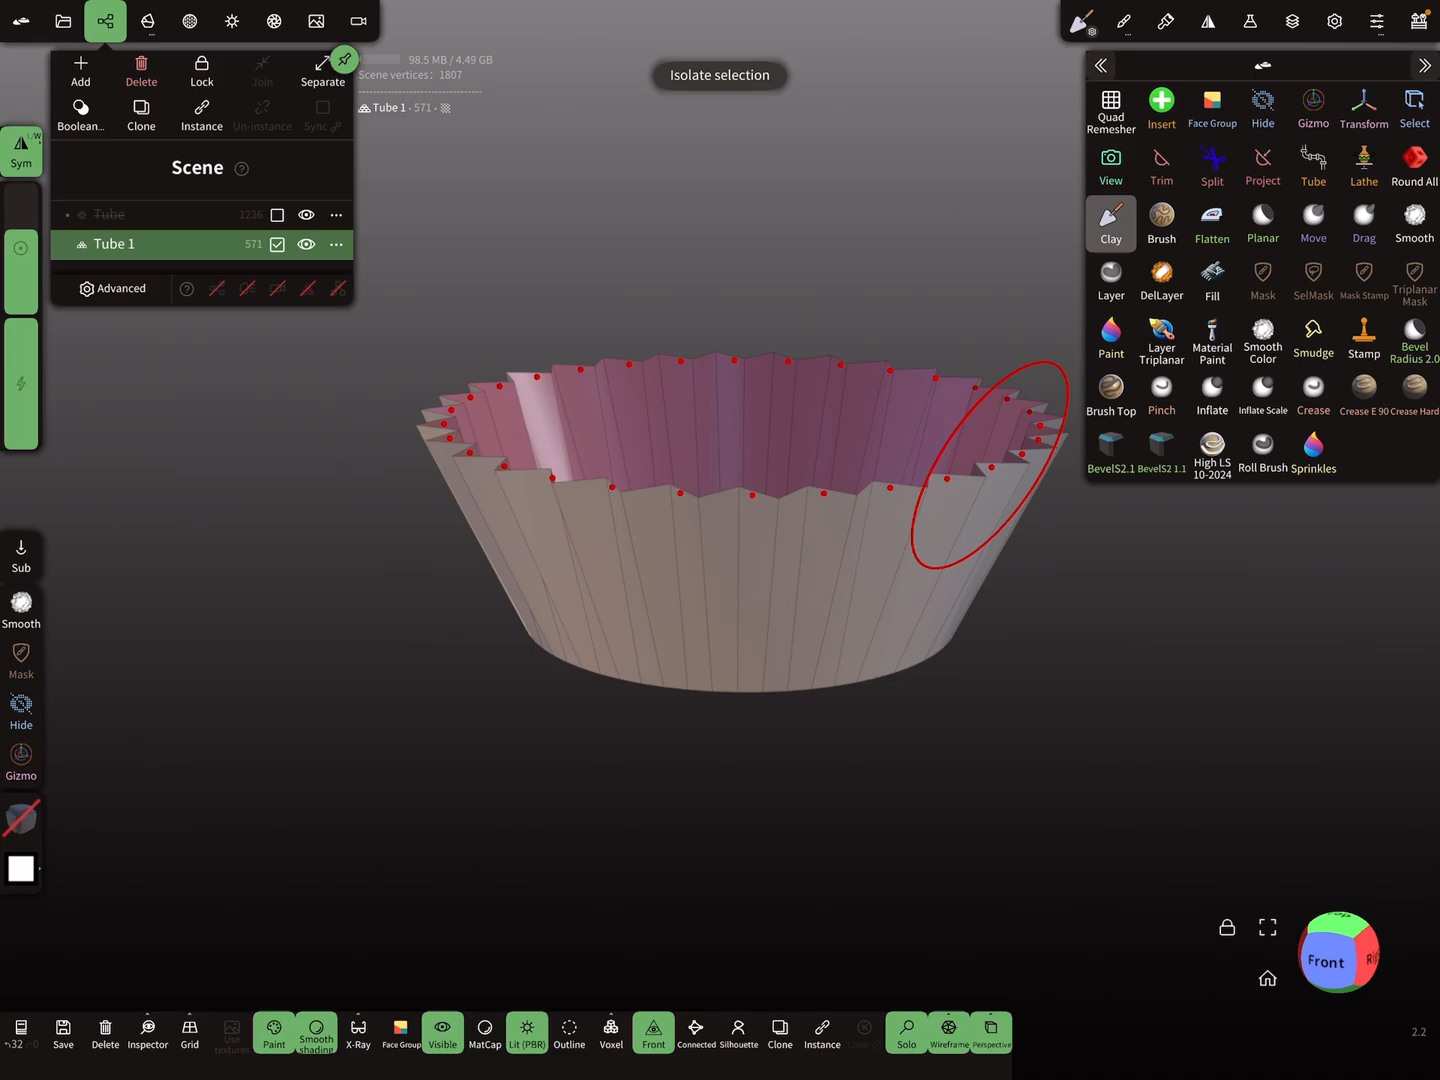 98.5 MB / 4.49 GB
Scene vertices: 1807
Tube 1 · 571 ·
Isolate selection
Add
Delete
Lock
Join
Separate
Boolean...
Clone
Instance
Un-instance
Sync
L/W
Sym
Scene
Tube 1236
Tube 1 571
Advanced
Quad Remesher
Insert
Face Group
Hide
Gizmo
Transform
Select
View
Trim
Split
Project
Tube
Lathe
Round All
Clay
Brush
Flatten
Planar
Move
Drag
Smooth
Layer
DelLayer
Fill
Mask
SelMask
Mask Stamp
Triplanar Mask
Paint
Layer Triplanar
Material Paint
Smooth Color
Smudge
Stamp
Bevel Radius 2.0
Brush Top
Pinch
Inflate
Inflate Scale
Crease
Crease E 90
Crease Hard
BevelS2.1
BevelS2 1.1
High LS 10-2024
Roll Brush
Sprinkles
Sub
Smooth
Mask
Hide
Gizmo
Front
2.2
32
0
Save
Delete
Inspector
Grid
Use textures
Paint
Smooth shading
X-Ray
Face Group
Visible
MatCap
Lit (PBR)
Outline
Voxel
Front
Connected
Silhouette
Clone
Instance
Solo
Wireframe
Perspective